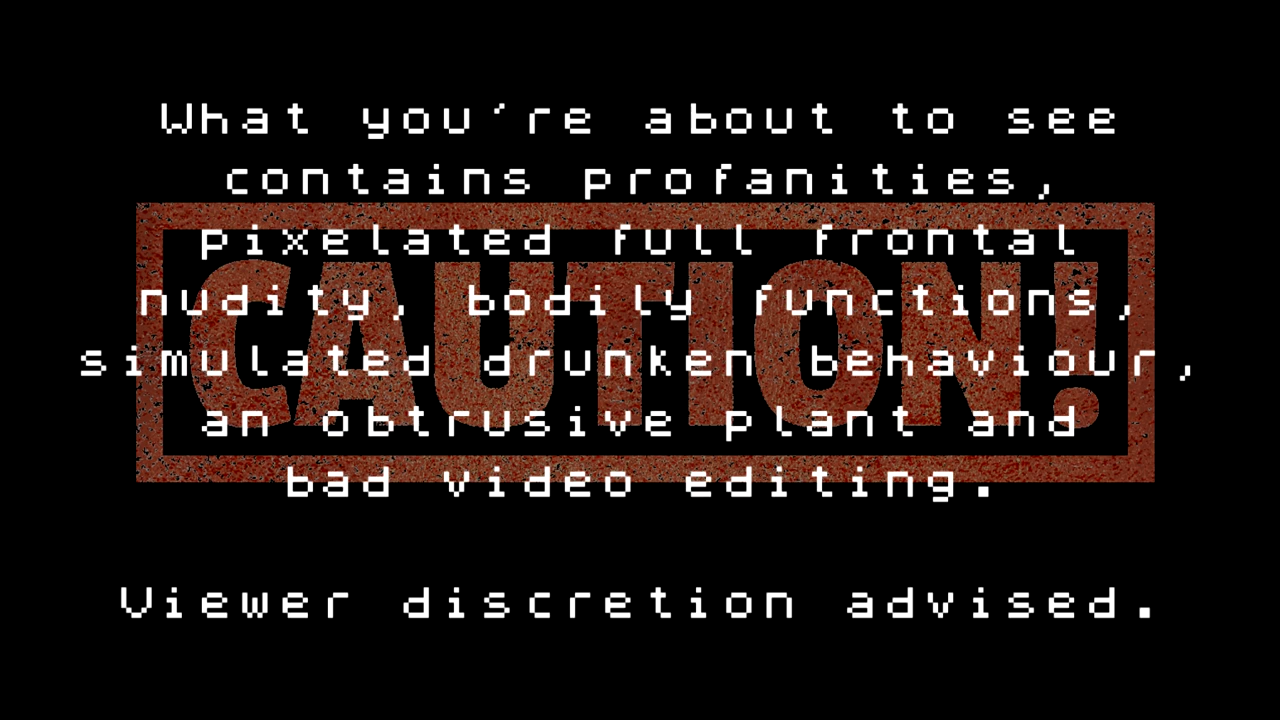 What you're about to see
contains profanities,
pixelated full frontal
nudity, bodily functions,
simulated drunken behaviour,
an obtrusive plant and
bad video editing.
Viewer discretion advised.
CAUTION!